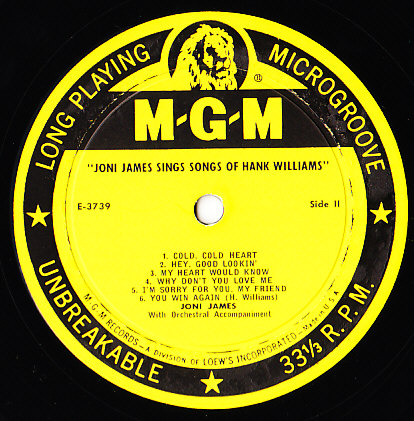 LONG PLAYING
MICROGROOVE
®
M-G-M
"JONI JAMES SINGS SONGS OF HANK WILLIAMS"
E-3739
Side II
1. COLD, COLD HEART
2. HEY, GOOD LOOKIN'
3. MY HEART WOULD KNOW
4. WHY DON'T YOU LOVE ME
5. I'M SORRY FOR YOU, MY FRIEND
6. YOU WIN AGAIN (H. Williams)
JONI JAMES
With Orchestral Accompaniment
M G M RECORDS — A DIVISION OF LOEW'S INCORPORATED — Made in U.S.A.
UNBREAKABLE
33⅓ R.P.M.